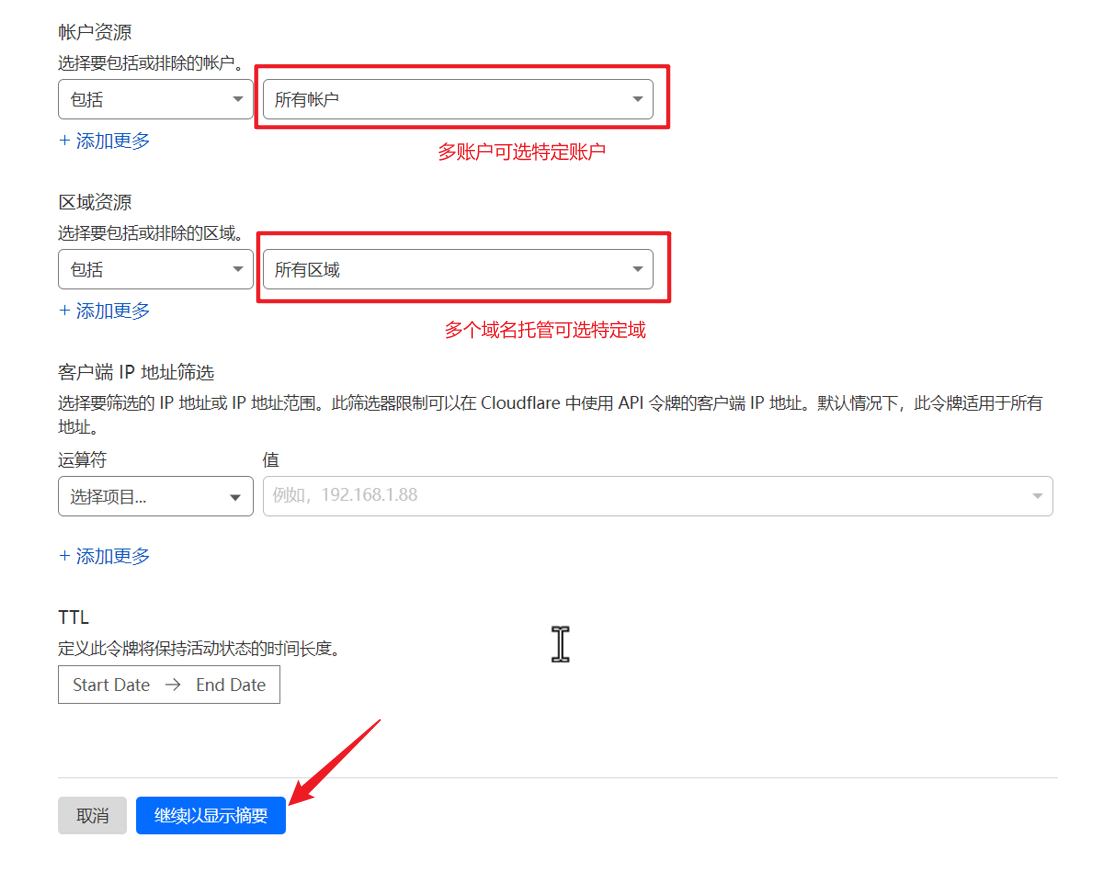 帐户资源
选择要包括或排除的帐户。
包括
所有帐户
+ 添加更多
多账户可选特定账户
区域资源
选择要包括或排除的区域。
包括
所有区域
+ 添加更多
多个域名托管可选特定域
客户端 IP 地址筛选
选择要筛选的 IP 地址或 IP 地址范围。此筛选器限制可以在 Cloudflare 中使用 API 令牌的客户端 IP 地址。默认情况下，此令牌适用于所有
地址。
运算符
值
选择项目...
例如，192.168.1.88
+ 添加更多
TTL
定义此令牌将保持活动状态的时间长度。
Start Date → End Date
取消
继续以显示摘要